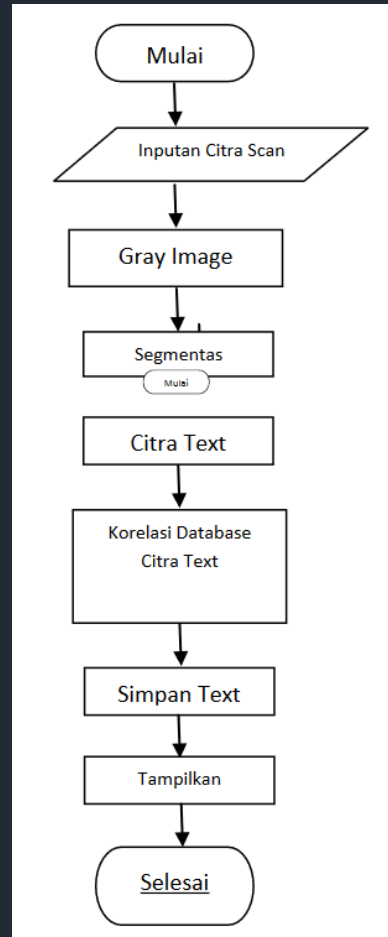 Mulai
Inputan Citra Scan
Gray Image
Segmentas
Mulai
Citra Text
Korelasi Database
Citra Text
Simpan Text
Tampilkan
Selesai